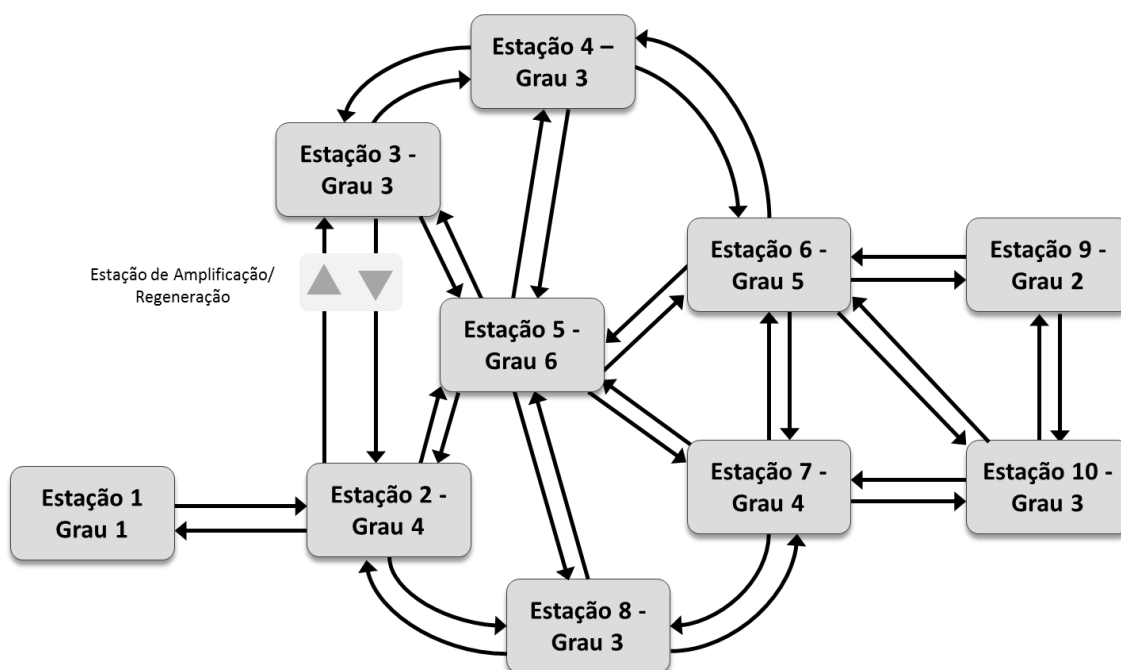 Estação 4 –
Grau 3
Estação 3 -
Grau 3
Estação de Amplificação/
Regeneração
Estação 6 -
Grau 5
Estação 9 -
Grau 2
Estação 5 -
Grau 6
Estação 1
Grau 1
Estação 2 -
Grau 4
Estação 7 -
Grau 4
Estação 10 -
Grau 3
Estação 8 -
Grau 3